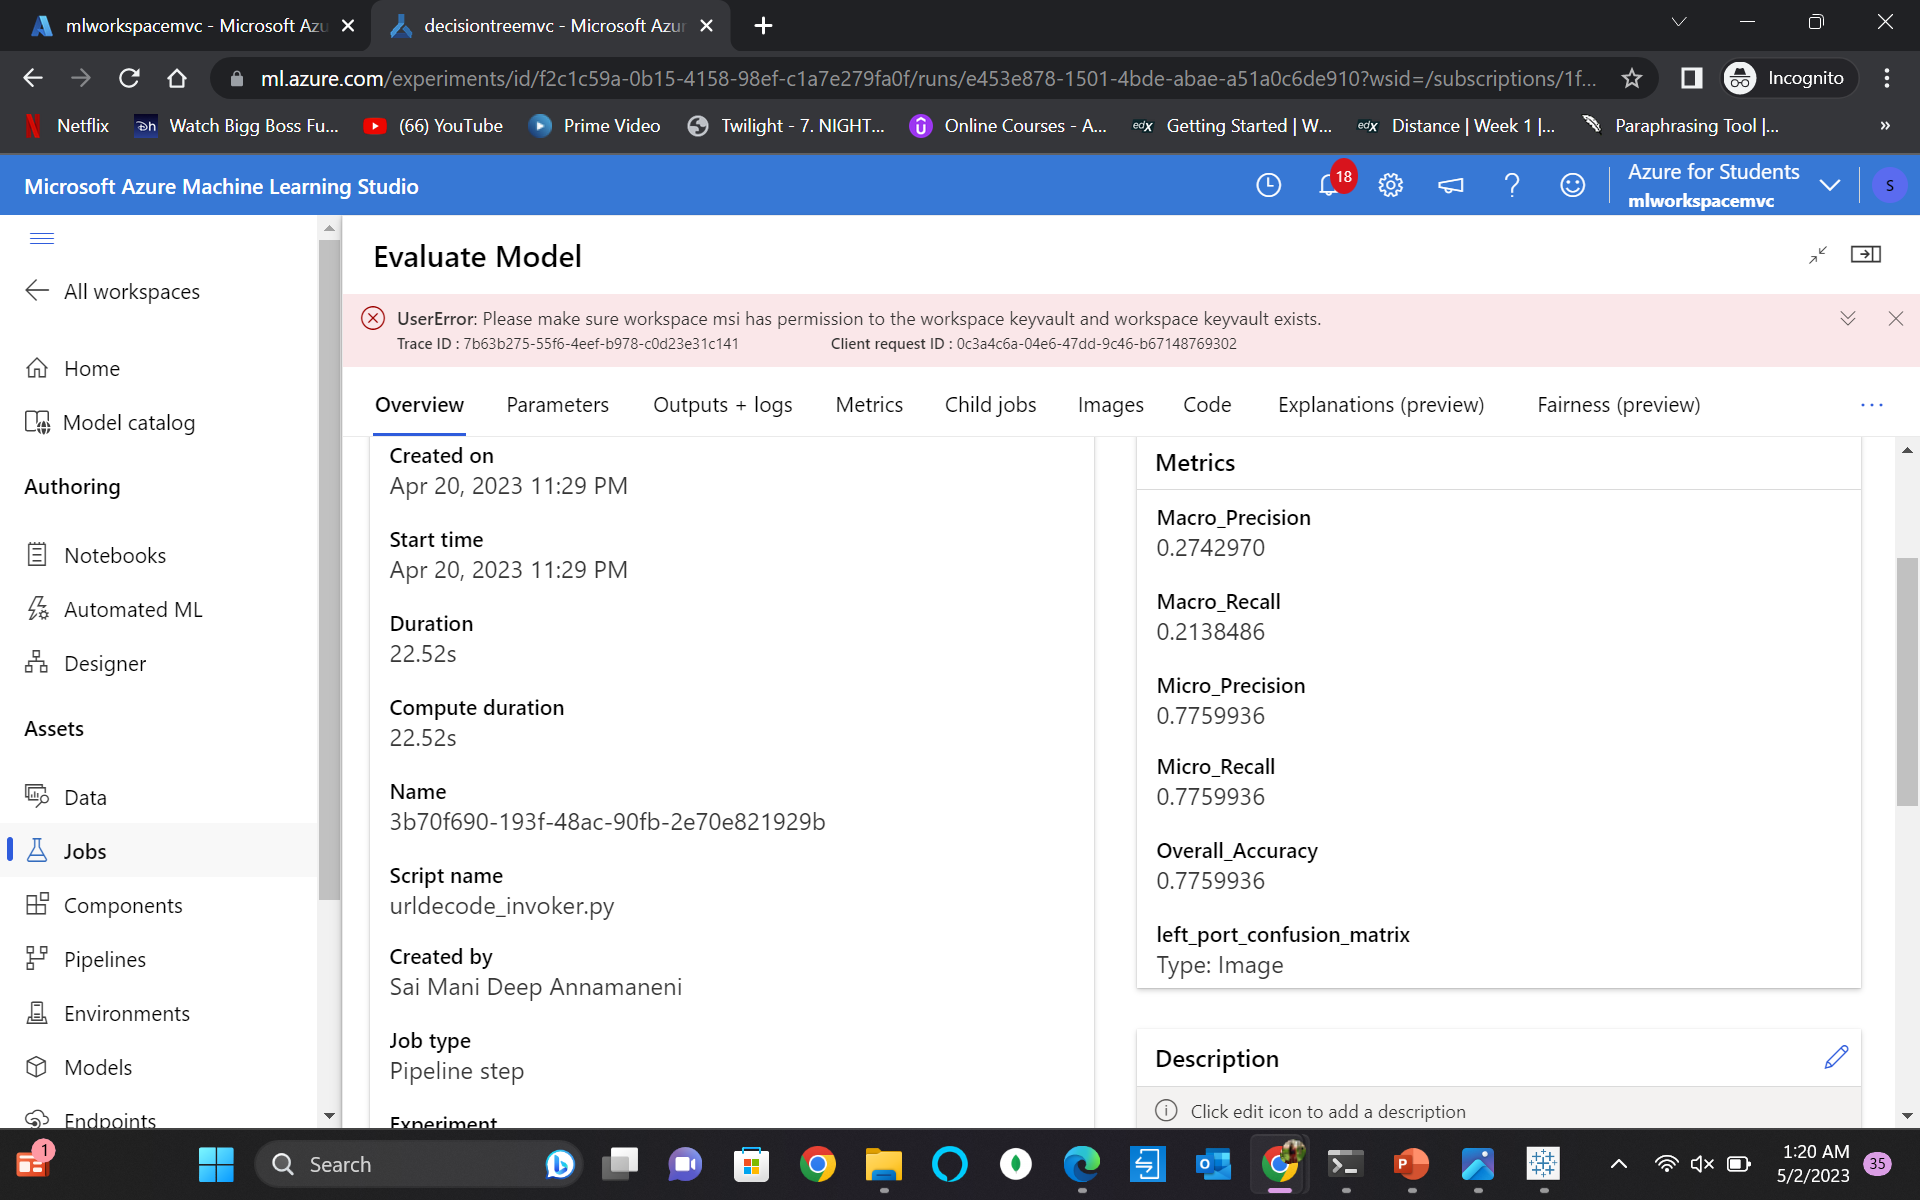 mlworkspacemvc - Microsoft Azu
decisiontreemvc - Microsoft Azur
ml.azure.com/experiments/id/f2c1c59a-0b15-4158-98ef-c1a7e279fa0f/runs/e453e878-1501-4bde-abae-a51a0c6de910?wsid=/subscriptions/1f...
Incognito
Netflix
Watch Bigg Boss Fu...
(66) YouTube
Prime Video
Twilight - 7. NIGHT...
Online Courses - A...
edX
Getting Started | W...
edX
Distance | Week 1 |...
Paraphrasing Tool |...
»
Microsoft Azure Machine Learning Studio
18
Azure for Students
mlworkspacemvc
S
All workspaces
Home
Model catalog
Authoring
Notebooks
Automated ML
Designer
Assets
Data
Jobs
Components
Pipelines
Environments
Models
Endpoints
Evaluate Model
UserError: Please make sure workspace msi has permission to the workspace keyvault and workspace keyvault exists.
Trace ID : 7b63b275-55f6-4eef-b978-c0d23e31c141
Client request ID : 0c3a4c6a-04e6-47dd-9c46-b67148769302
Overview
Parameters
Outputs + logs
Metrics
Child jobs
Images
Code
Explanations (preview)
Fairness (preview)
...
Created on
Apr 20, 2023 11:29 PM
Start time
Apr 20, 2023 11:29 PM
Duration
22.52s
Compute duration
22.52s
Name
3b70f690-193f-48ac-90fb-2e70e821929b
Script name
urldecode_invoker.py
Created by
Sai Mani Deep Annamaneni
Job type
Pipeline step
Experiment
Metrics
Macro_Precision
0.2742970
Macro_Recall
0.2138486
Micro_Precision
0.7759936
Micro_Recall
0.7759936
Overall_Accuracy
0.7759936
left_port_confusion_matrix
Type: Image
Description
Click edit icon to add a description
1
Search
1:20 AM
5/2/2023
35